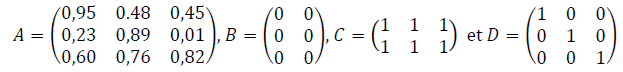 A = (0,95 0.48 0,45
0,23 0,89 0,01
0,60 0,76 0,82), B = (0 0
0 0
0 0), C = (1 1 1
1 1 1) et D = (1 0 0
0 1 0
0 0 1)